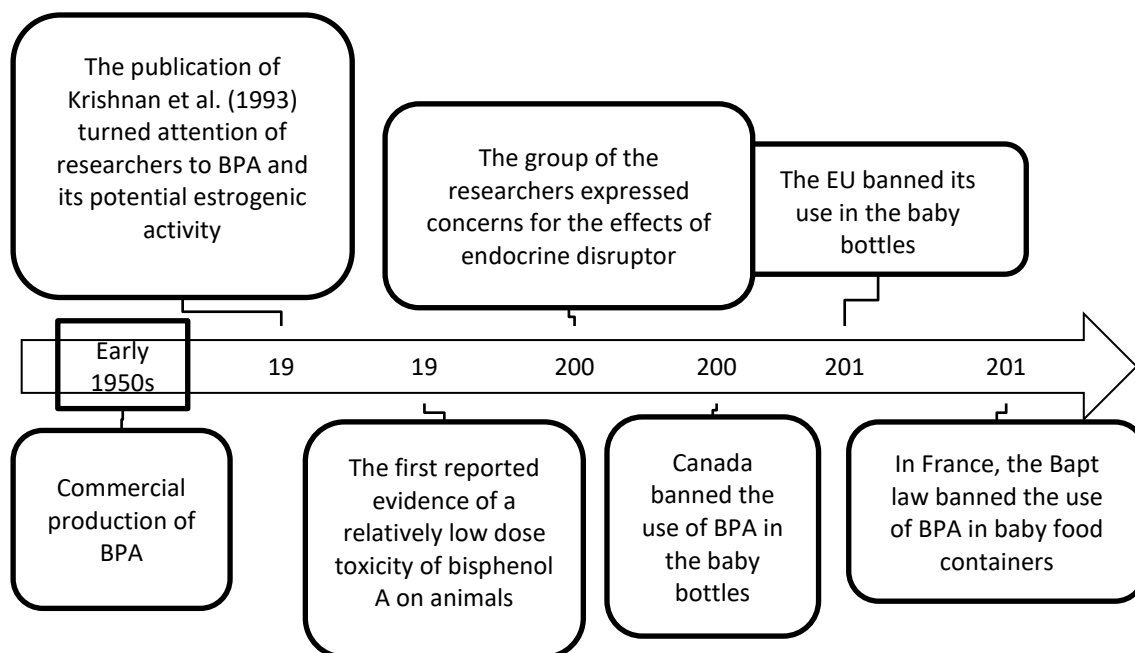 The publication of
Krishnan et al. (1993)
turned attention of
researchers to BPA and
its potential estrogenic
activity
The group of the
researchers expressed
concerns for the effects of
endocrine disruptor
The EU banned its
use in the baby
bottles
Early
1950s
19
19
200
200
201
201
Commercial
production of
BPA
The first reported
evidence of a
relatively low dose
toxicity of bisphenol
A on animals
Canada
banned the
use of BPA in
the baby
bottles
In France, the Bapt
law banned the use
of BPA in baby food
containers